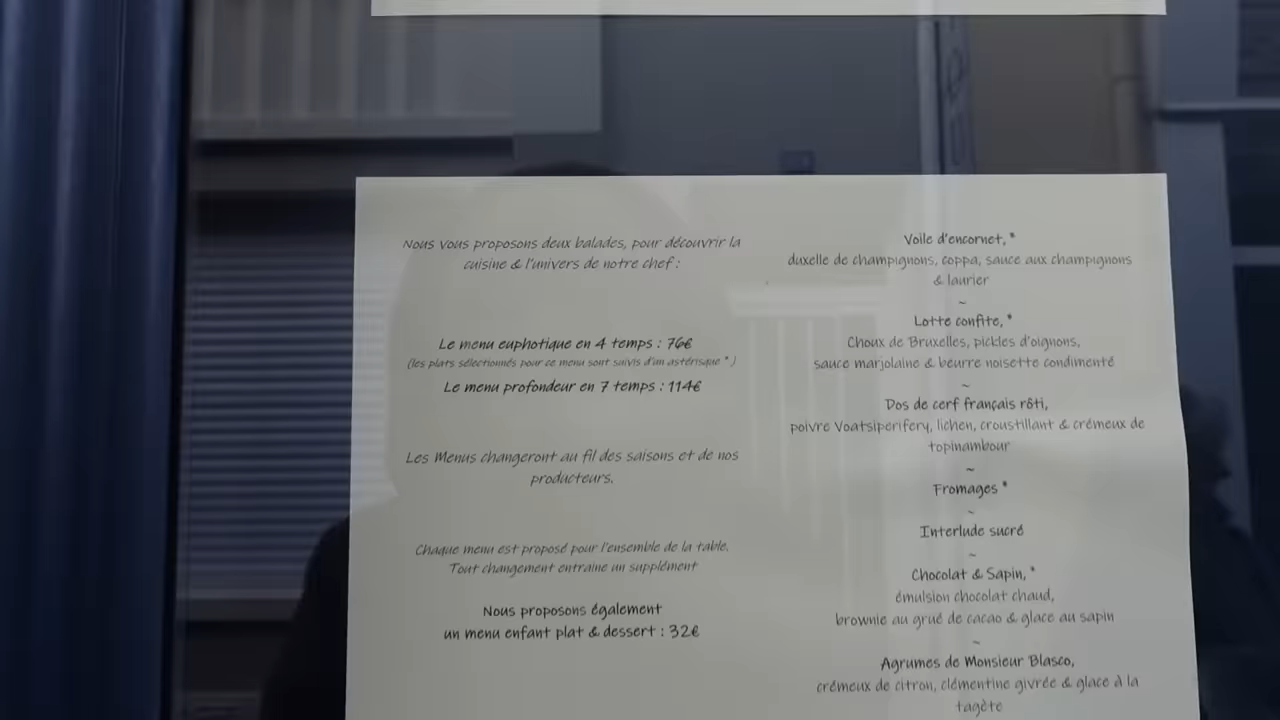 Nous vous proposons deux balades, pour découvrir la
cuisine & l'univers de notre chef :
Le menu euphotique en 4 temps : 76€
(les plats sélectionnés pour ce menu sont suivis d'un astérisque * )
Le menu profondeur en 7 temps : 114€
Les Menus changeront au fil des saisons et de nos
producteurs.
Chaque menu est proposé pour l'ensemble de la table.
Tout changement entraine un supplément
Nous proposons également
un menu enfant plat & dessert : 32€
Voile d'encornet, *
duxelle de champignons, coppa, sauce aux champignons
& laurier
~
Lotte confite, *
Choux de Bruxelles, pickles d'oignons,
sauce marjolaine & beurre noisette condimenté
~
Dos de cerf français rôti,
poivre Voatsiperifery, lichen, croustillant & crémeux de
topinambour
~
Fromages *
~
Interlude sucré
~
Chocolat & Sapin, *
émulsion chocolat chaud,
brownie au grué de cacao & glace au sapin
~
Agrumes de Monsieur Blasco,
crémeux de citron, clémentine givrée & glace à la
tagète